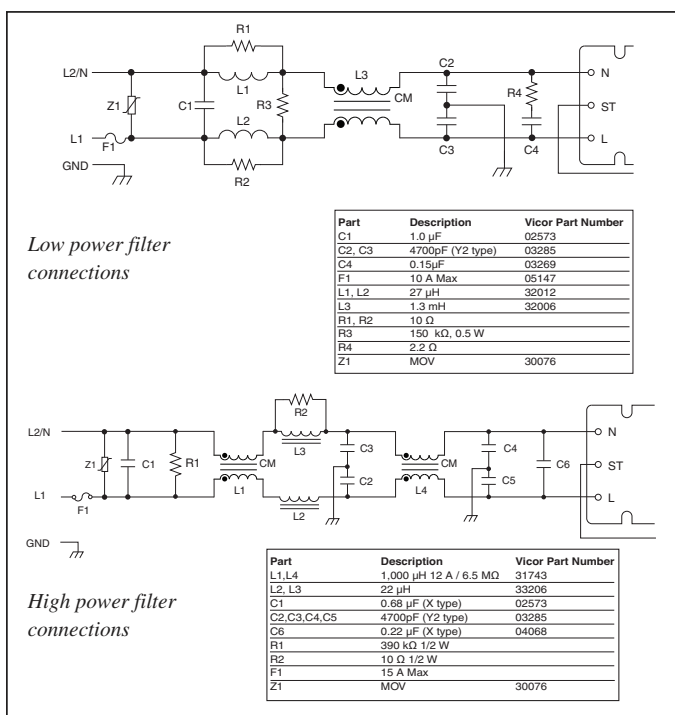 R1
L2/N
L1
L3
C2
N
Z1
C1
R3
CM
R4
ST
L1
F1
L2
C3
C4
L
GND
R2
Low power filter
connections
Part Description Vicor Part Number
C1 1.0 µF 02573
C2, C3 4700pF (Y2 type) 03285
C4 0.15µF 03269
F1 10 A Max 05147
L1, L2 27 µH 32012
L3 1.3 mH 32006
R1, R2 10 Ω
R3 150 kΩ, 0.5 W
R4 2.2 Ω
Z1 MOV 30076
R2
L2/N
N
L3
C3
C4
Z1
C1
R1
CM
CM
C6
ST
L1
F1
L1
C2
L4
C5
L
L2
GND
High power filter
connections
Part Description Vicor Part Number
L1,L4 1,000 µH 12 A / 6.5 MΩ 31743
L2, L3 22 µH 33206
C1 0.68 µF (X type) 02573
C2,C3,C4,C5 4700pF (Y2 type) 03285
C6 0.22 µF (X type) 04068
R1 390 kΩ 1/2 W
R2 10 Ω 1/2 W
F1 15 A Max
Z1 MOV 30076